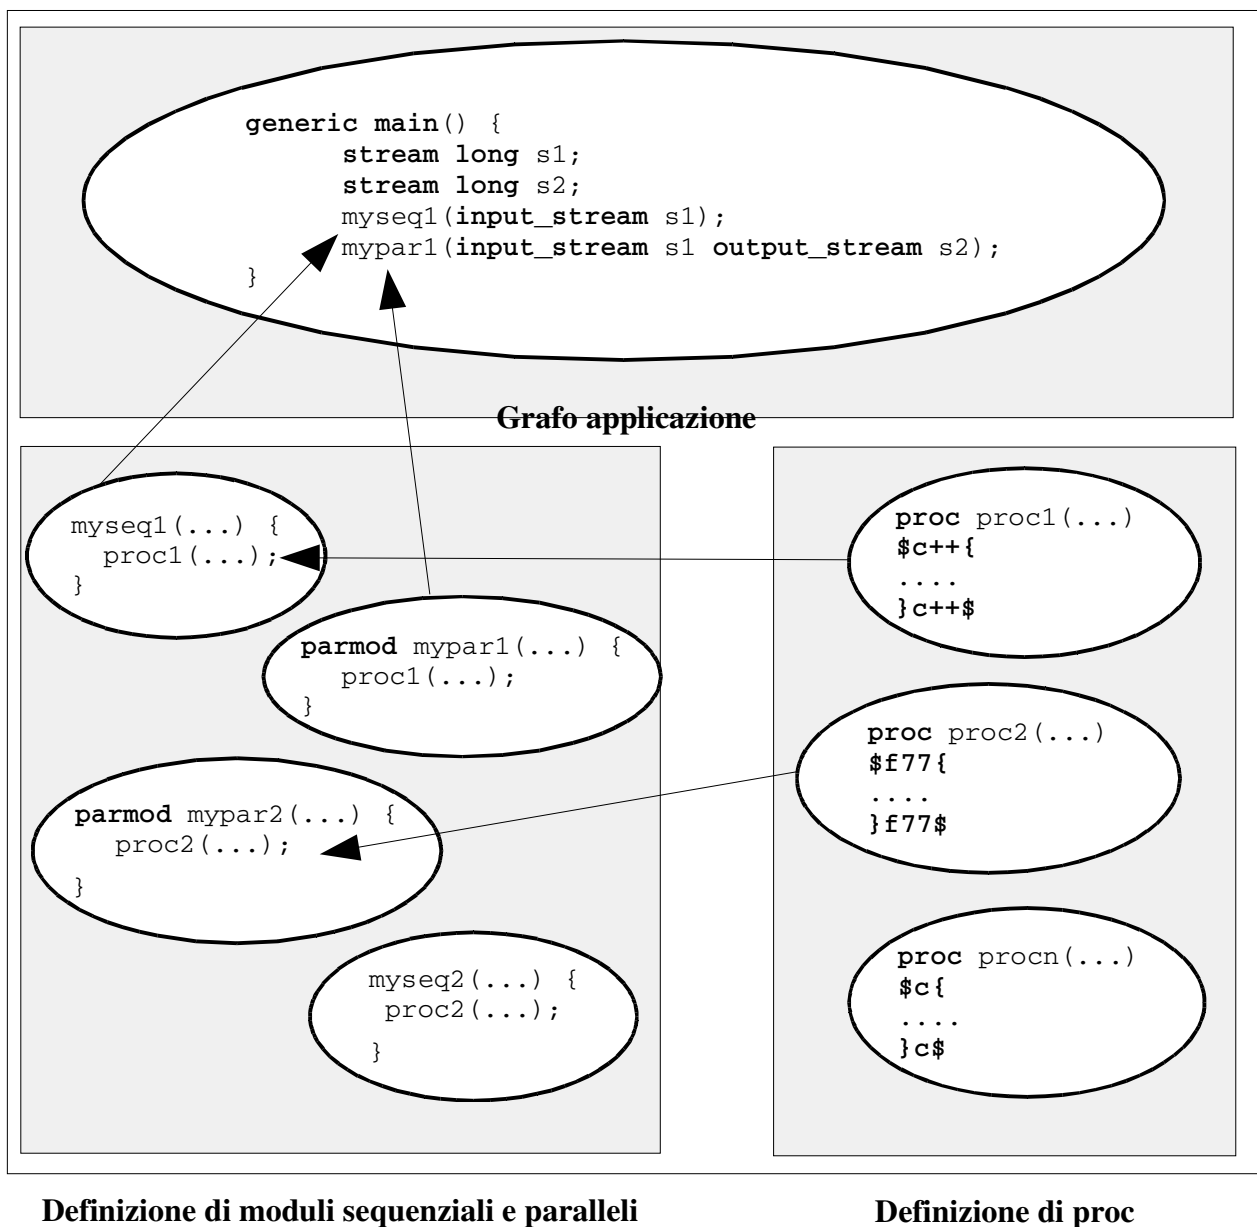 generic main() {
stream long s1;
stream long s2;
myseq1(input_stream s1);
mypar1(input_stream s1 output_stream s2);
}
Grafo applicazione
myseq1(...) {
proc1(...);
}
parmod mypar1(...) {
proc1(...);
}
parmod mypar2(...) {
proc2(...);
}
myseq2(...) {
proc2(...);
}
proc proc1(...)
$c++{
....
}c++$
proc proc2(...)
$f77{
....
}f77$
proc procn(...)
$c{
....
}c$
Definizione di moduli sequenziali e paralleli
Definizione di proc